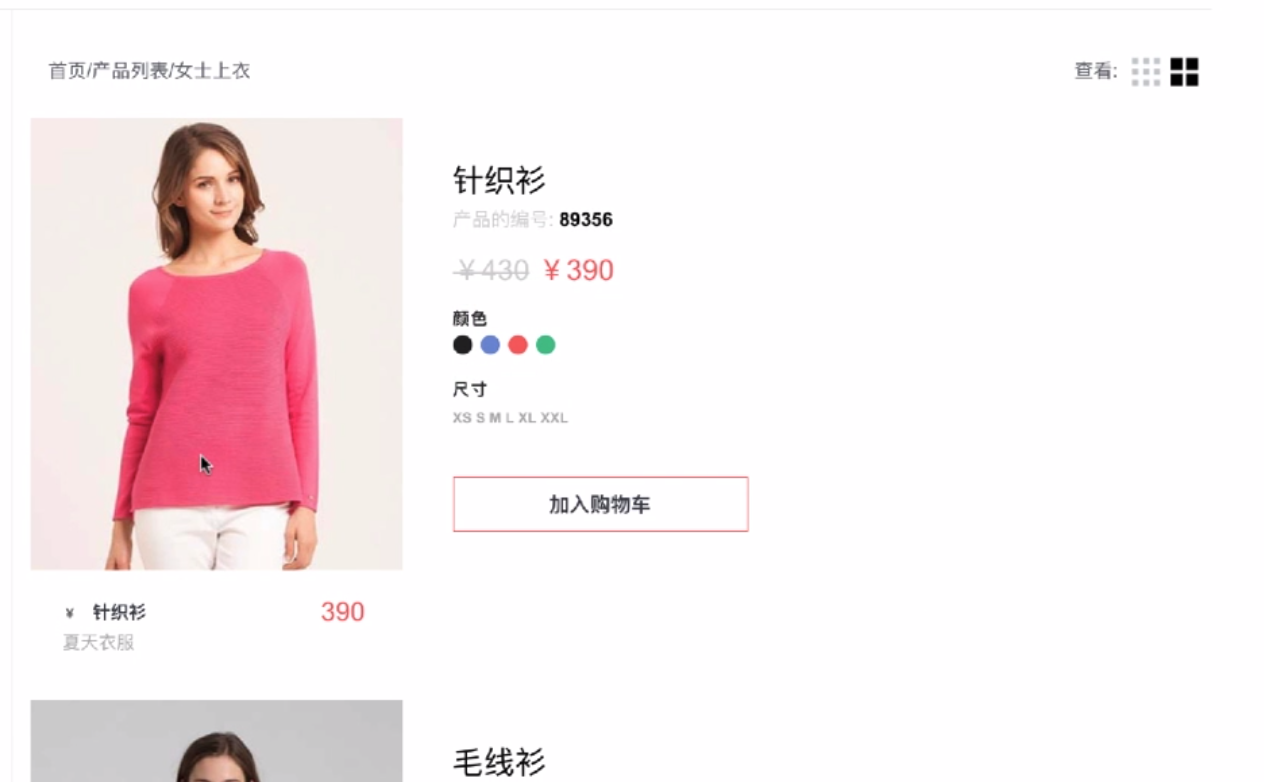 首页/产品列表/女士上衣
查看:
针织衫
产品的编号: 89356
￥430 ￥390
颜色
尺寸
XS S M L XL XXL
加入购物车
￥ 针织衫 390
夏天衣服
毛线衫